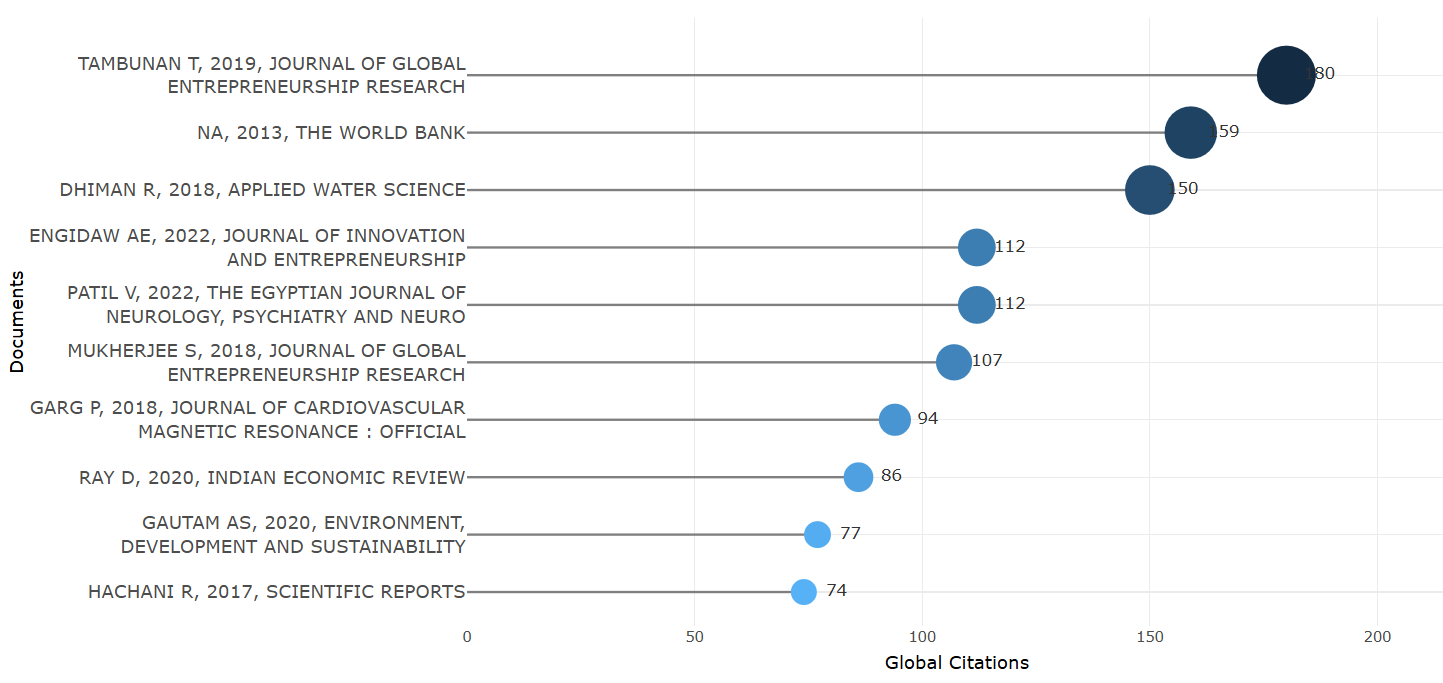 TAMBUNAN T, 2019, JOURNAL OF GLOBAL
ENTREPRENEURSHIP RESEARCH
180
NA, 2013, THE WORLD BANK
159
DHIMAN R, 2018, APPLIED WATER SCIENCE
150
ENGIDAW AE, 2022, JOURNAL OF INNOVATION
AND ENTREPRENEURSHIP
112
PATIL V, 2022, THE EGYPTIAN JOURNAL OF
NEUROLOGY, PSYCHIATRY AND NEURO
112
MUKHERJEE S, 2018, JOURNAL OF GLOBAL
ENTREPRENEURSHIP RESEARCH
107
GARG P, 2018, JOURNAL OF CARDIOVASCULAR
MAGNETIC RESONANCE : OFFICIAL
94
RAY D, 2020, INDIAN ECONOMIC REVIEW
86
GAUTAM AS, 2020, ENVIRONMENT,
DEVELOPMENT AND SUSTAINABILITY
77
HACHANI R, 2017, SCIENTIFIC REPORTS
74
Documents
0 50 100 150 200
Global Citations